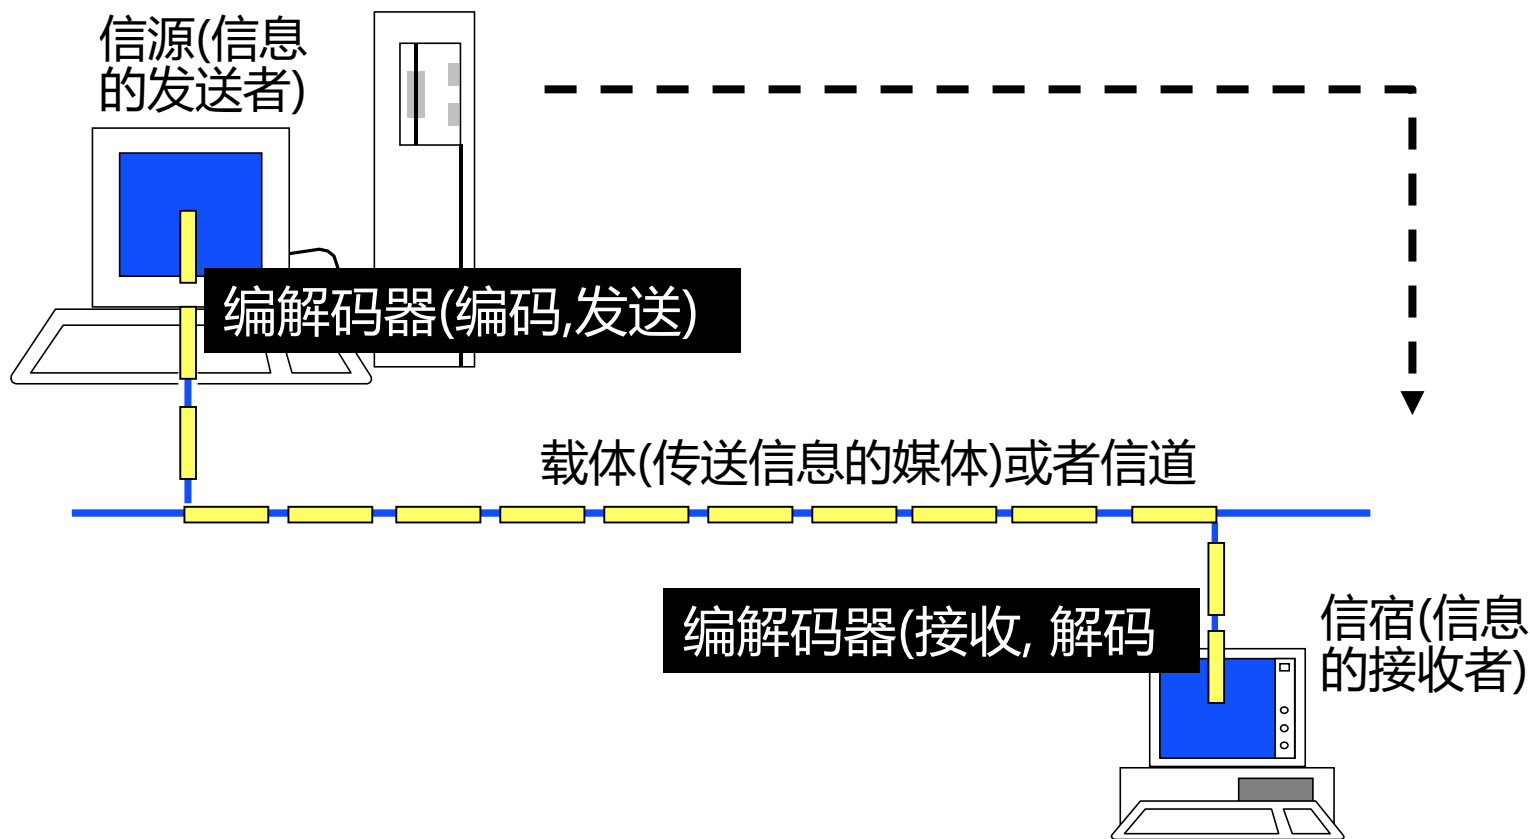 信源(信息
的发送者)
编解码器(编码,发送)
载体(传送信息的媒体)或者信道
编解码器(接收, 解码
信宿(信息
的接收者)